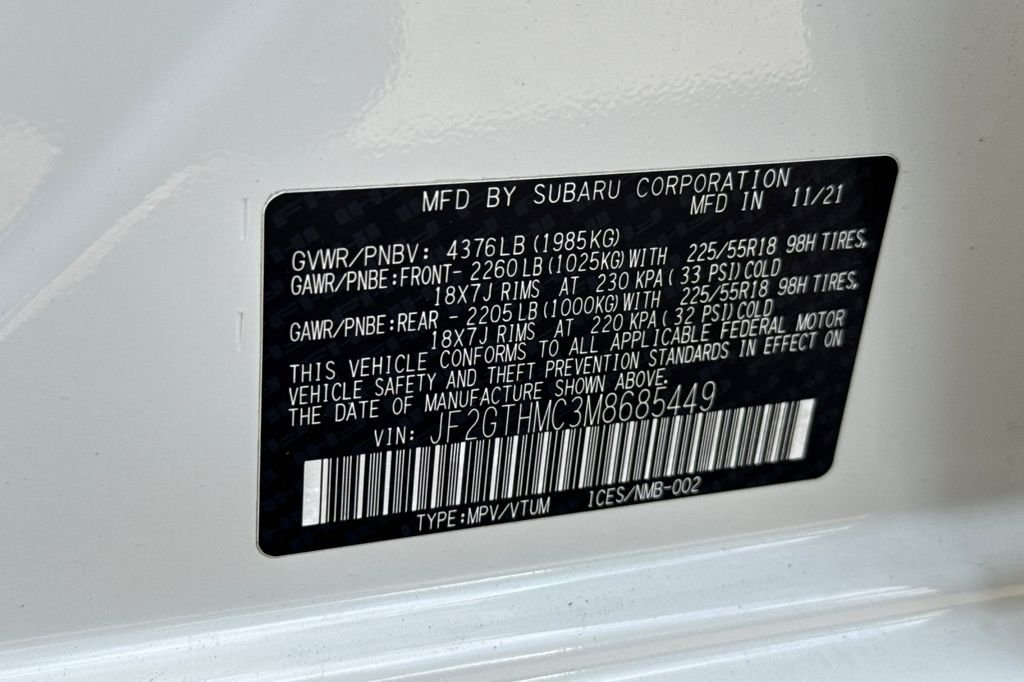 MFD BY SUBARU CORPORATION
MFD IN 11/21
GVWR/PNBV: 4376LB (1985KG)
GAWR/PNBE:FRONT- 2260LB (1025KG) WITH 225/55R18 98H TIRES,
18X7J RIMS AT 230 KPA (33 PSI) COLD
GAWR/PNBE:REAR - 2205LB (1000KG) WITH 225/55R18 98H TIRES,
18X7J RIMS AT 220 KPA (32 PSI) COLD
THIS VEHICLE CONFORMS TO ALL APPLICABLE FEDERAL MOTOR
VEHICLE SAFETY AND THEFT PREVENTION STANDARDS IN EFFECT ON
THE DATE OF MANUFACTURE SHOWN ABOVE.
VIN: JF2GTHMC3M8685449
TYPE:MPV/VTUM ICES/NMB-002